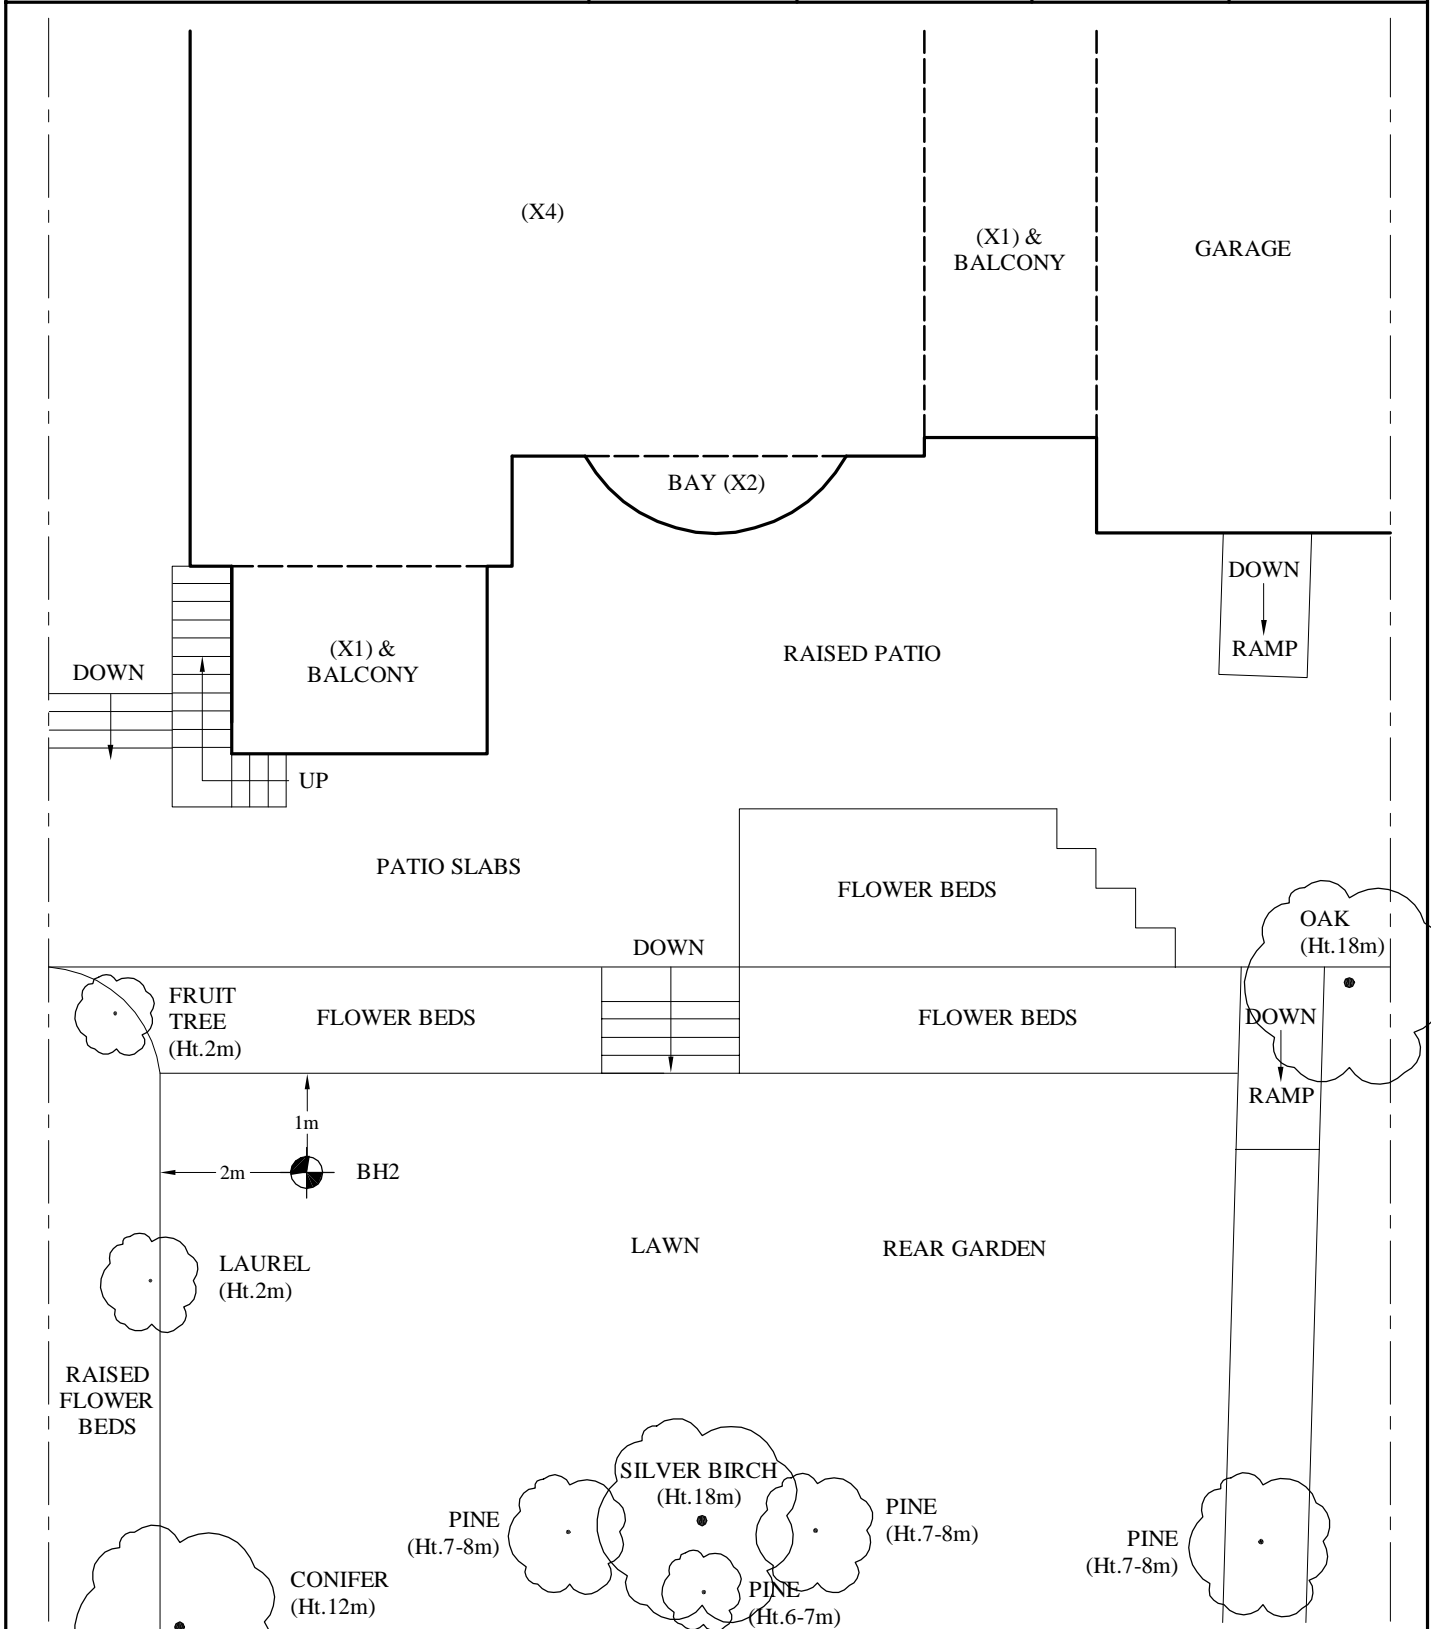 (X4)
(X1) &
BALCONY
GARAGE
BAY (X2)
DOWN
RAMP
(X1) &
BALCONY
RAISED PATIO
DOWN
UP
PATIO SLABS
FLOWER BEDS
OAK
(Ht.18m)
DOWN
FRUIT
TREE
(Ht.2m)
FLOWER BEDS
FLOWER BEDS
DOWN
RAMP
1m
2m
BH2
LAWN
REAR GARDEN
LAUREL
(Ht.2m)
RAISED
FLOWER
BEDS
SILVER BIRCH
(Ht.18m)
PINE
(Ht.7-8m)
PINE
(Ht.7-8m)
PINE
(Ht.7-8m)
CONIFER
(Ht.12m)
PINE
(Ht.6-7m)